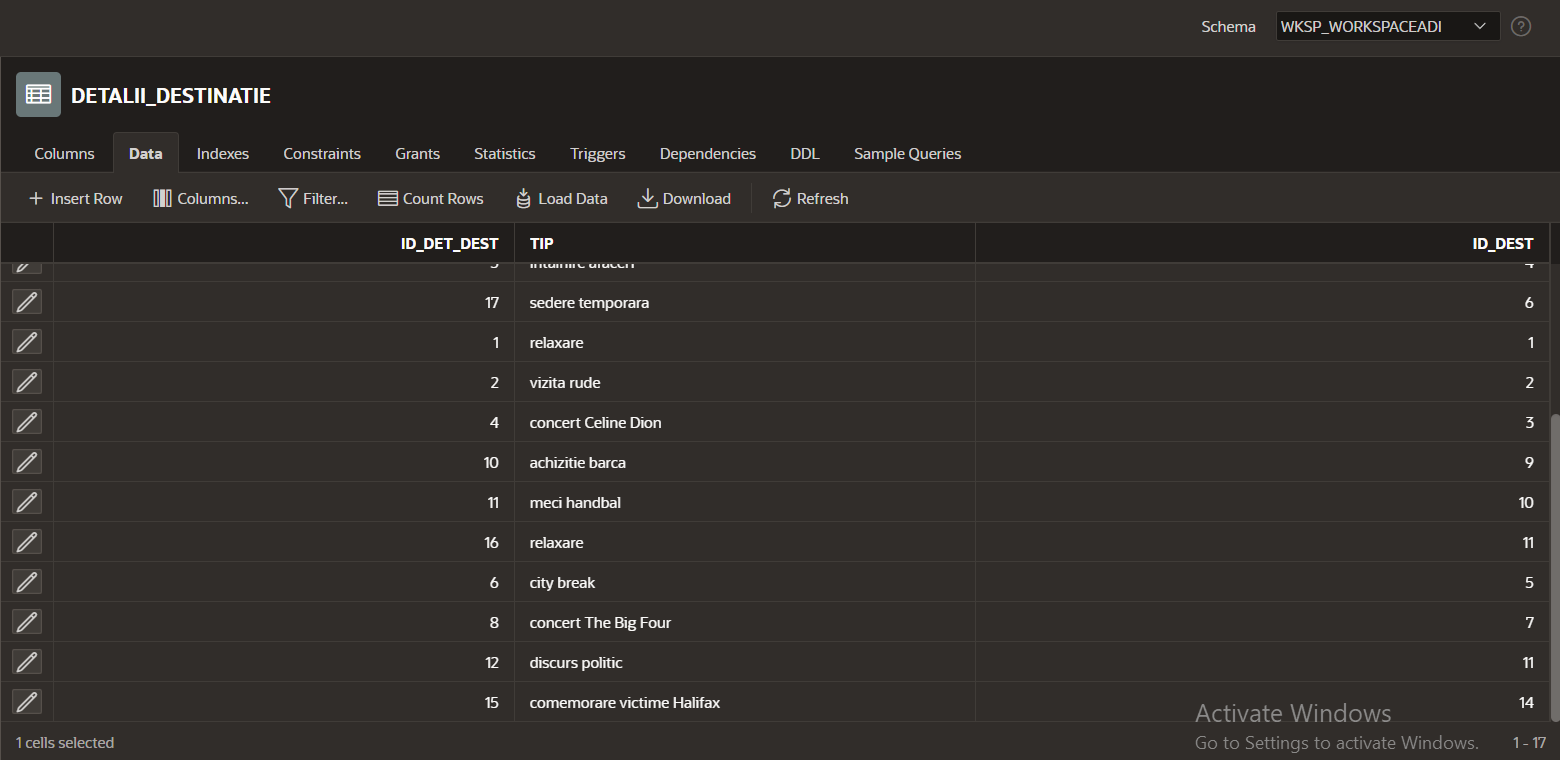 Schema WKSP_WORKSPACEADI
DETALII_DESTINATIE
Columns Data Indexes Constraints Grants Statistics Triggers Dependencies DDL Sample Queries
Insert Row Columns... Filter... Count Rows Load Data Download Refresh
ID_DET_DEST TIP ID_DEST
17 sedere temporara 6
1 relaxare 1
2 vizita rude 2
4 concert Celine Dion 3
10 achizitie barca 9
11 meci handbal 10
16 relaxare 11
6 city break 5
8 concert The Big Four 7
12 discurs politic 11
15 comemorare victime Halifax 14
Activate Windows
1 cells selected Go to Settings to activate Windows. 1 - 17